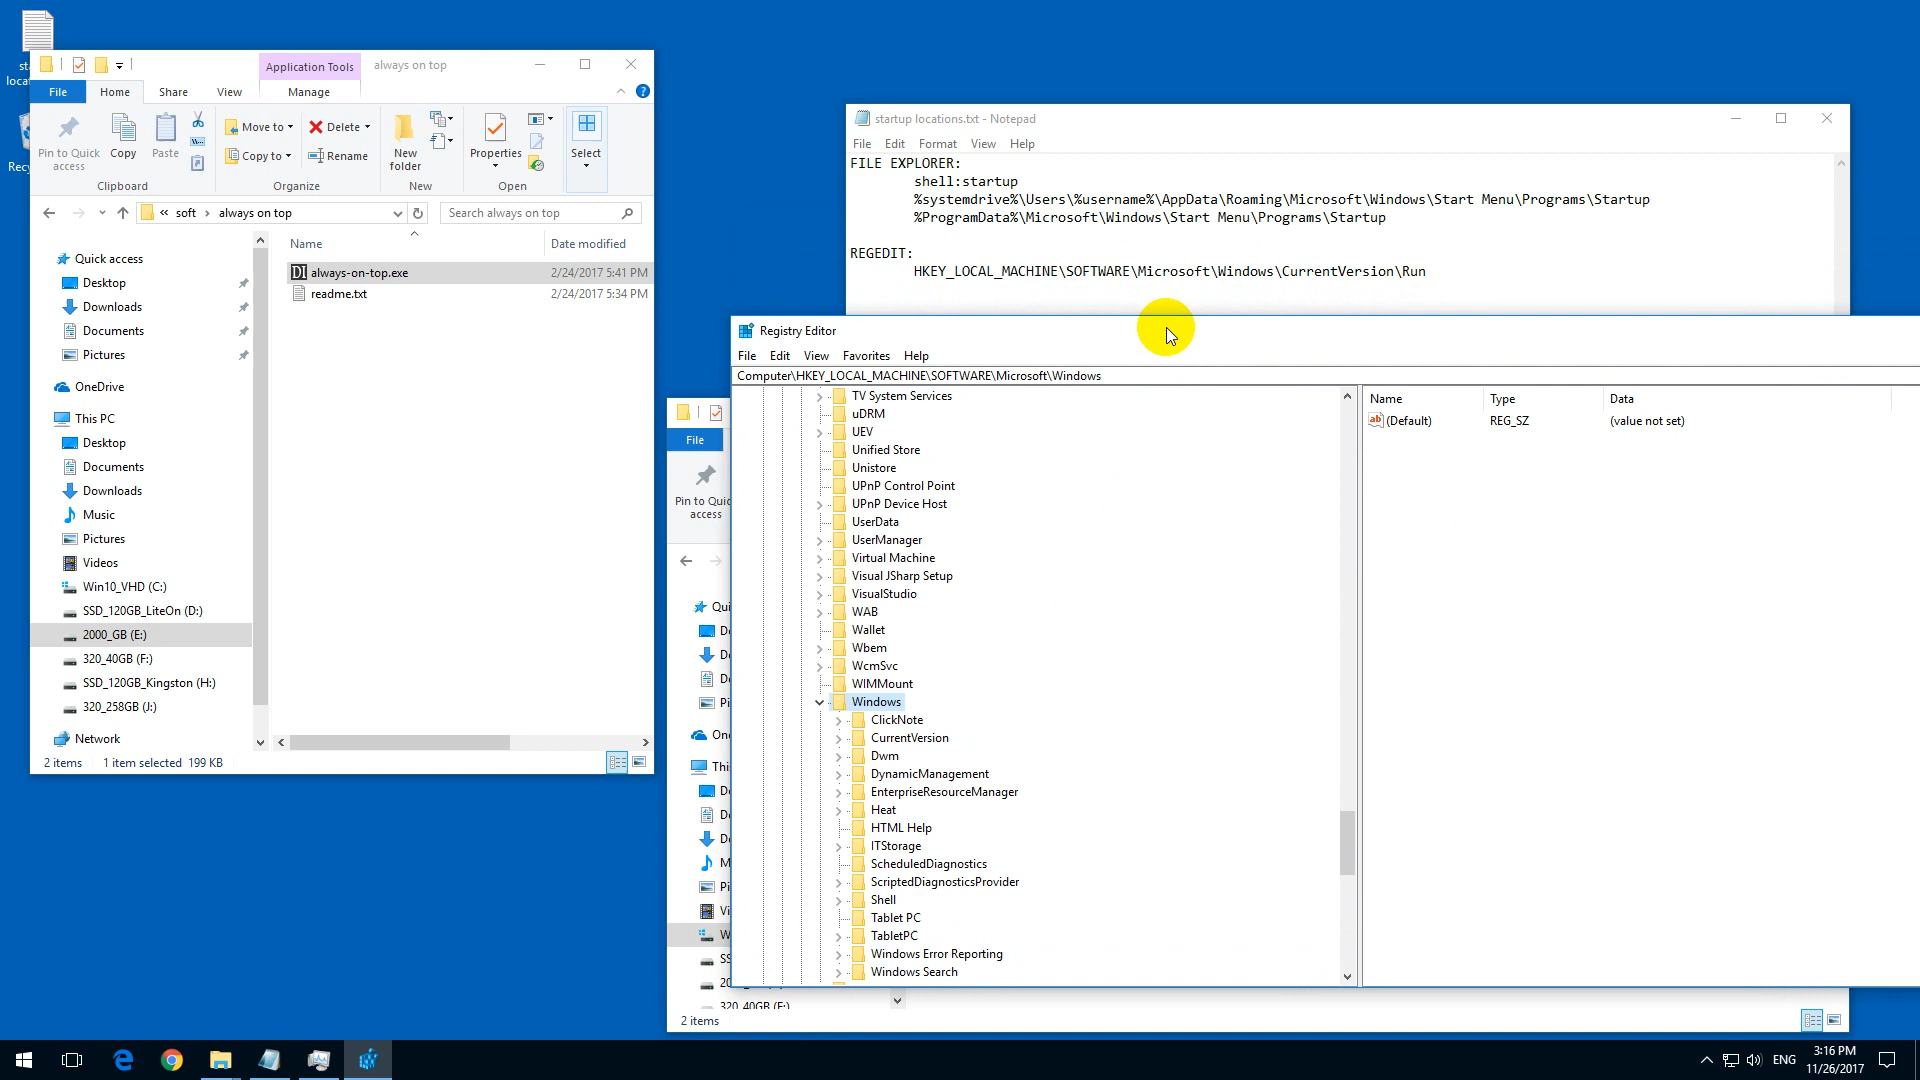 Application Tools
always on top
File
Home
Share
View
Manage
Pin to Quick access
Copy
Paste
Move to
Copy to
Delete
Rename
New folder
Properties
Select
Clipboard
Organize
New
Open
« soft › always on top
Search always on top
Name
Date modified
always-on-top.exe
2/24/2017 5:41 PM
readme.txt
2/24/2017 5:34 PM
Quick access
Desktop
Downloads
Documents
Pictures
OneDrive
This PC
Desktop
Documents
Downloads
Music
Pictures
Videos
Win10_VHD (C:)
SSD_120GB_LiteOn (D:)
2000_GB (E:)
320_40GB (F:)
SSD_120GB_Kingston (H:)
320_258GB (J:)
Network
2 items
1 item selected 199 KB
startup locations.txt - Notepad
File Edit Format View Help
FILE EXPLORER:
shell:startup
%systemdrive%\Users\%username%\AppData\Roaming\Microsoft\Windows\Start Menu\Programs\Startup
%ProgramData%\Microsoft\Windows\Start Menu\Programs\Startup
REGEDIT:
HKEY_LOCAL_MACHINE\SOFTWARE\Microsoft\Windows\CurrentVersion\Run
Registry Editor
File Edit View Favorites Help
Computer\HKEY_LOCAL_MACHINE\SOFTWARE\Microsoft\Windows
TV System Services
uDRM
UEV
Unified Store
Unistore
UPnP Control Point
UPnP Device Host
UserData
UserManager
Virtual Machine
Visual JSharp Setup
VisualStudio
WAB
Wallet
Wbem
WcmSvc
WIMMount
Windows
ClickNote
CurrentVersion
Dwm
DynamicManagement
EnterpriseResourceManager
Heat
HTML Help
ITStorage
ScheduledDiagnostics
ScriptedDiagnosticsProvider
Shell
Tablet PC
TabletPC
Windows Error Reporting
Windows Search
Name
Type
Data
(Default)
REG_SZ
(value not set)
File
Pin to Quic
access
2 items
ENG
3:16 PM
11/26/2017